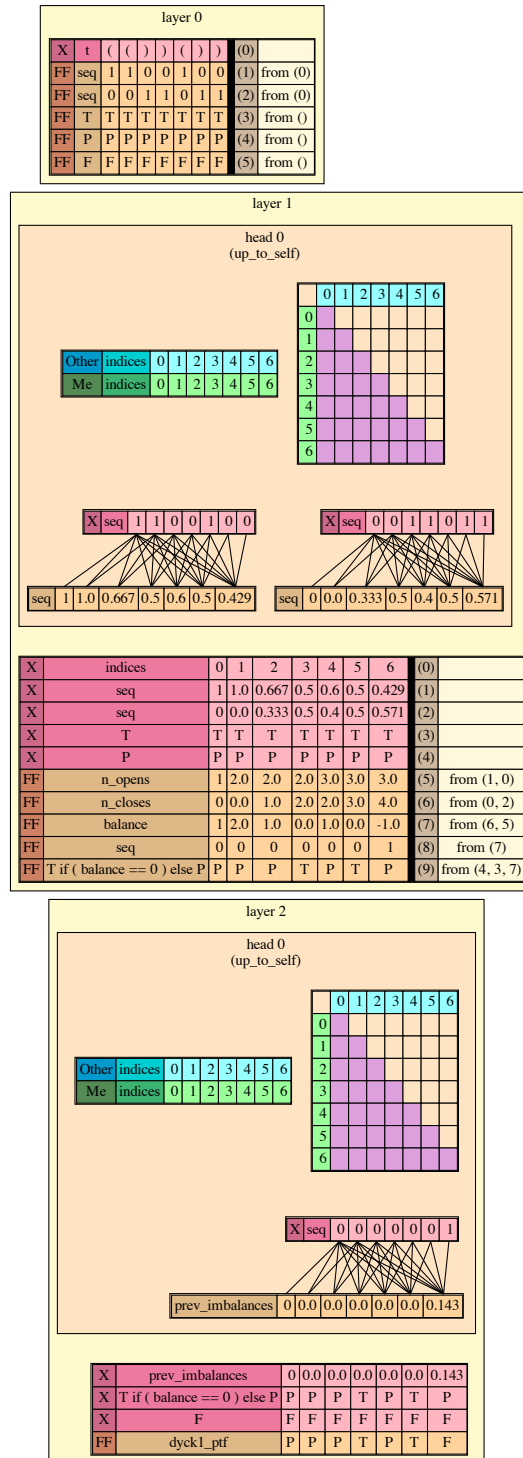 layer 0
X t ( ( ) ) ( ) ) (0)
FF seq 1 1 0 0 1 0 0 (1) from (0)
FF seq 0 0 1 1 0 1 1 (2) from (0)
FF T T T T T T T T (3) from ()
FF P P P P P P P P (4) from ()
FF F F F F F F F F (5) from ()
layer 1
head 0
(up_to_self)
0 1 2 3 4 5 6
0
1
2
3
4
5
6
Other indices 0 1 2 3 4 5 6
Me indices 0 1 2 3 4 5 6
X seq 1 1 0 0 1 0 0
X seq 0 0 1 1 0 1 1
seq 1 1.0 0.667 0.5 0.6 0.5 0.429
seq 0 0.0 0.333 0.5 0.4 0.5 0.571
X indices 0 1 2 3 4 5 6 (0)
X seq 1 1.0 0.667 0.5 0.6 0.5 0.429 (1)
X seq 0 0.0 0.333 0.5 0.4 0.5 0.571 (2)
X T T T T T T T T (3)
X P P P P P P P P (4)
FF n_opens 1 2.0 2.0 2.0 3.0 3.0 3.0 (5) from (1, 0)
FF n_closes 0 0.0 1.0 2.0 2.0 3.0 4.0 (6) from (0, 2)
FF balance 1 2.0 1.0 0.0 1.0 0.0 -1.0 (7) from (6, 5)
FF seq 0 0 0 0 0 0 1 (8) from (7)
FF T if ( balance == 0 ) else P P P P T P T P (9) from (4, 3, 7)
layer 2
head 0
(up_to_self)
0 1 2 3 4 5 6
0
1
2
3
4
5
6
Other indices 0 1 2 3 4 5 6
Me indices 0 1 2 3 4 5 6
X seq 0 0 0 0 0 0 1
prev_imbalances 0 0.0 0.0 0.0 0.0 0.0 0.143
X prev_imbalances 0 0.0 0.0 0.0 0.0 0.0 0.143
X T if ( balance == 0 ) else P P P P T P T P
X F F F F F F F F
FF dyck1_ptf P P P T P T F